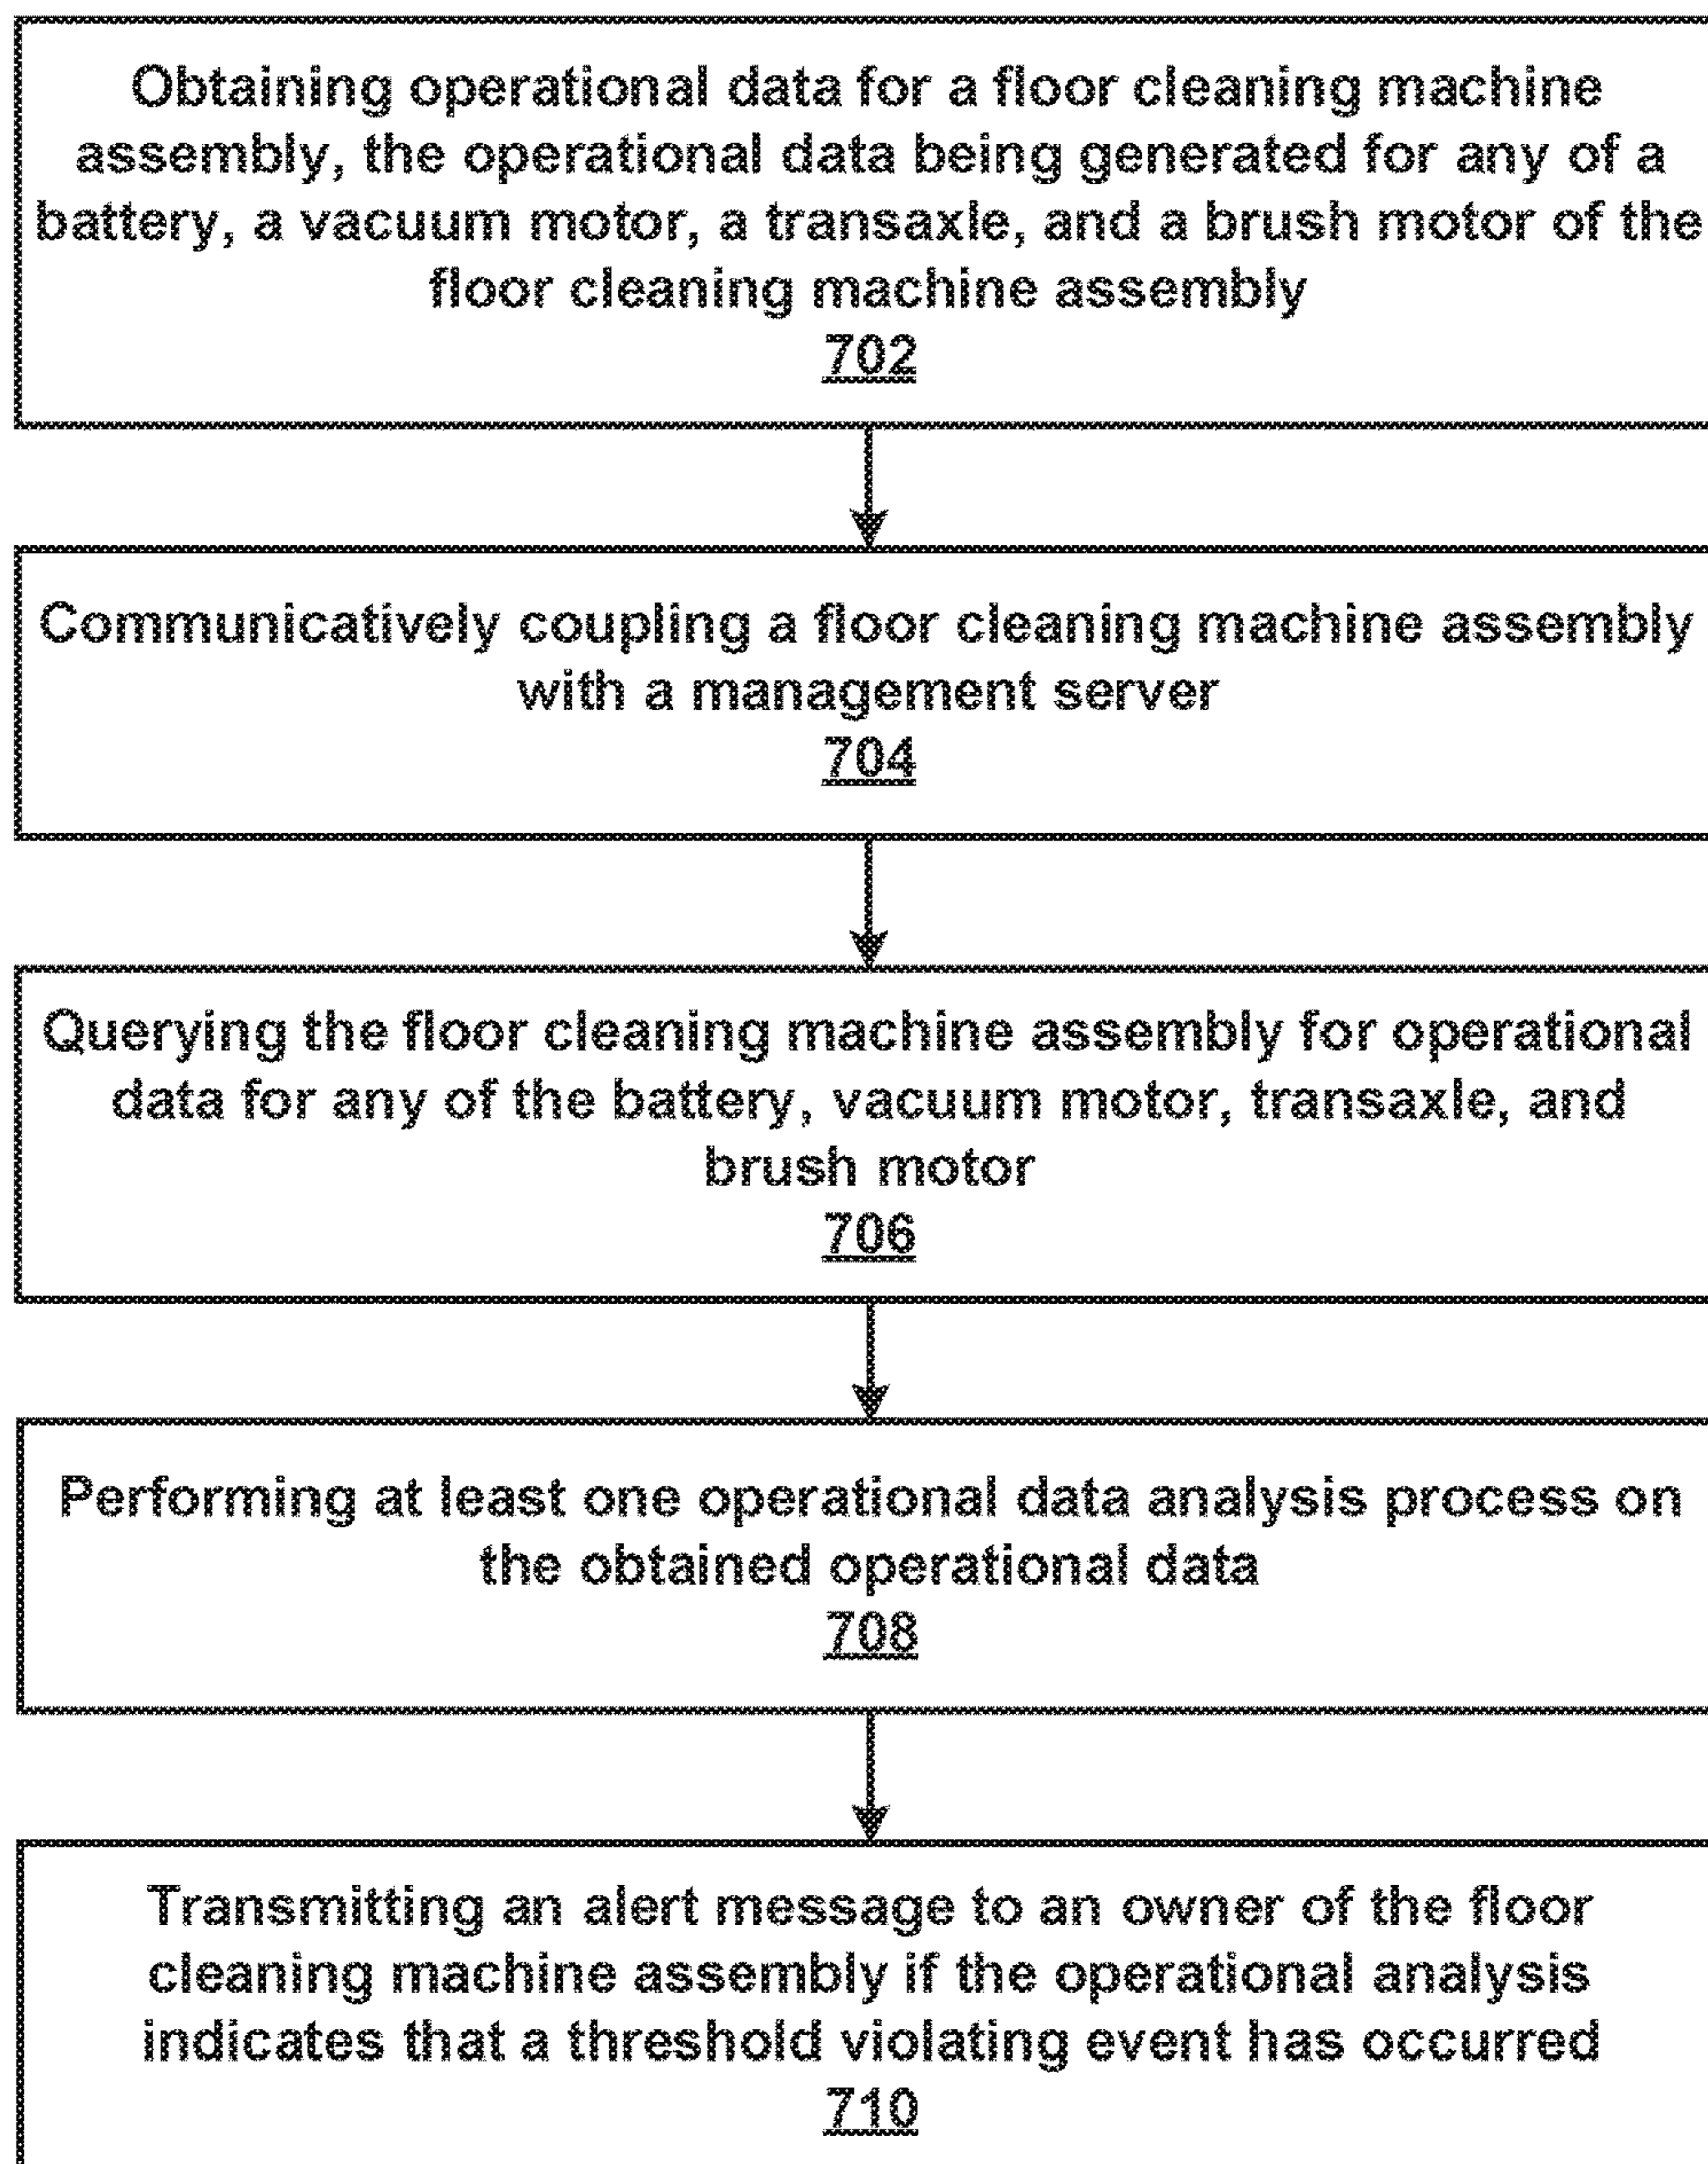 Obtaining operational data for a floor cleaning machine
assembly, the operational data being generated for any of a
battery, a vacuum motor, a transaxle, and a brush motor of the
floor cleaning machine assembly
702
Communicatively coupling a floor cleaning machine assembly
with a management server
704
Querying the floor cleaning machine assembly for operational
data for any of the battery, vacuum motor, transaxle, and
brush motor
706
Performing at least one operational data analysis process on
the obtained operational data
708
Transmitting an alert message to an owner of the floor
cleaning machine assembly if the operational analysis
indicates that a threshold violating event has occurred
710